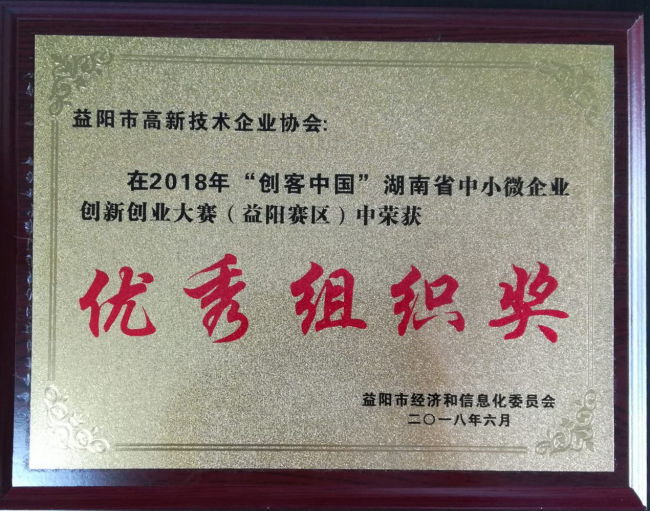 益阳市高新技术企业协会:
在2018年“创客中国”湖南省中小微企业
创新创业大赛(益阳赛区)中荣获
优秀组织奖
益阳市经济和信息化委员会
二〇一八年六月